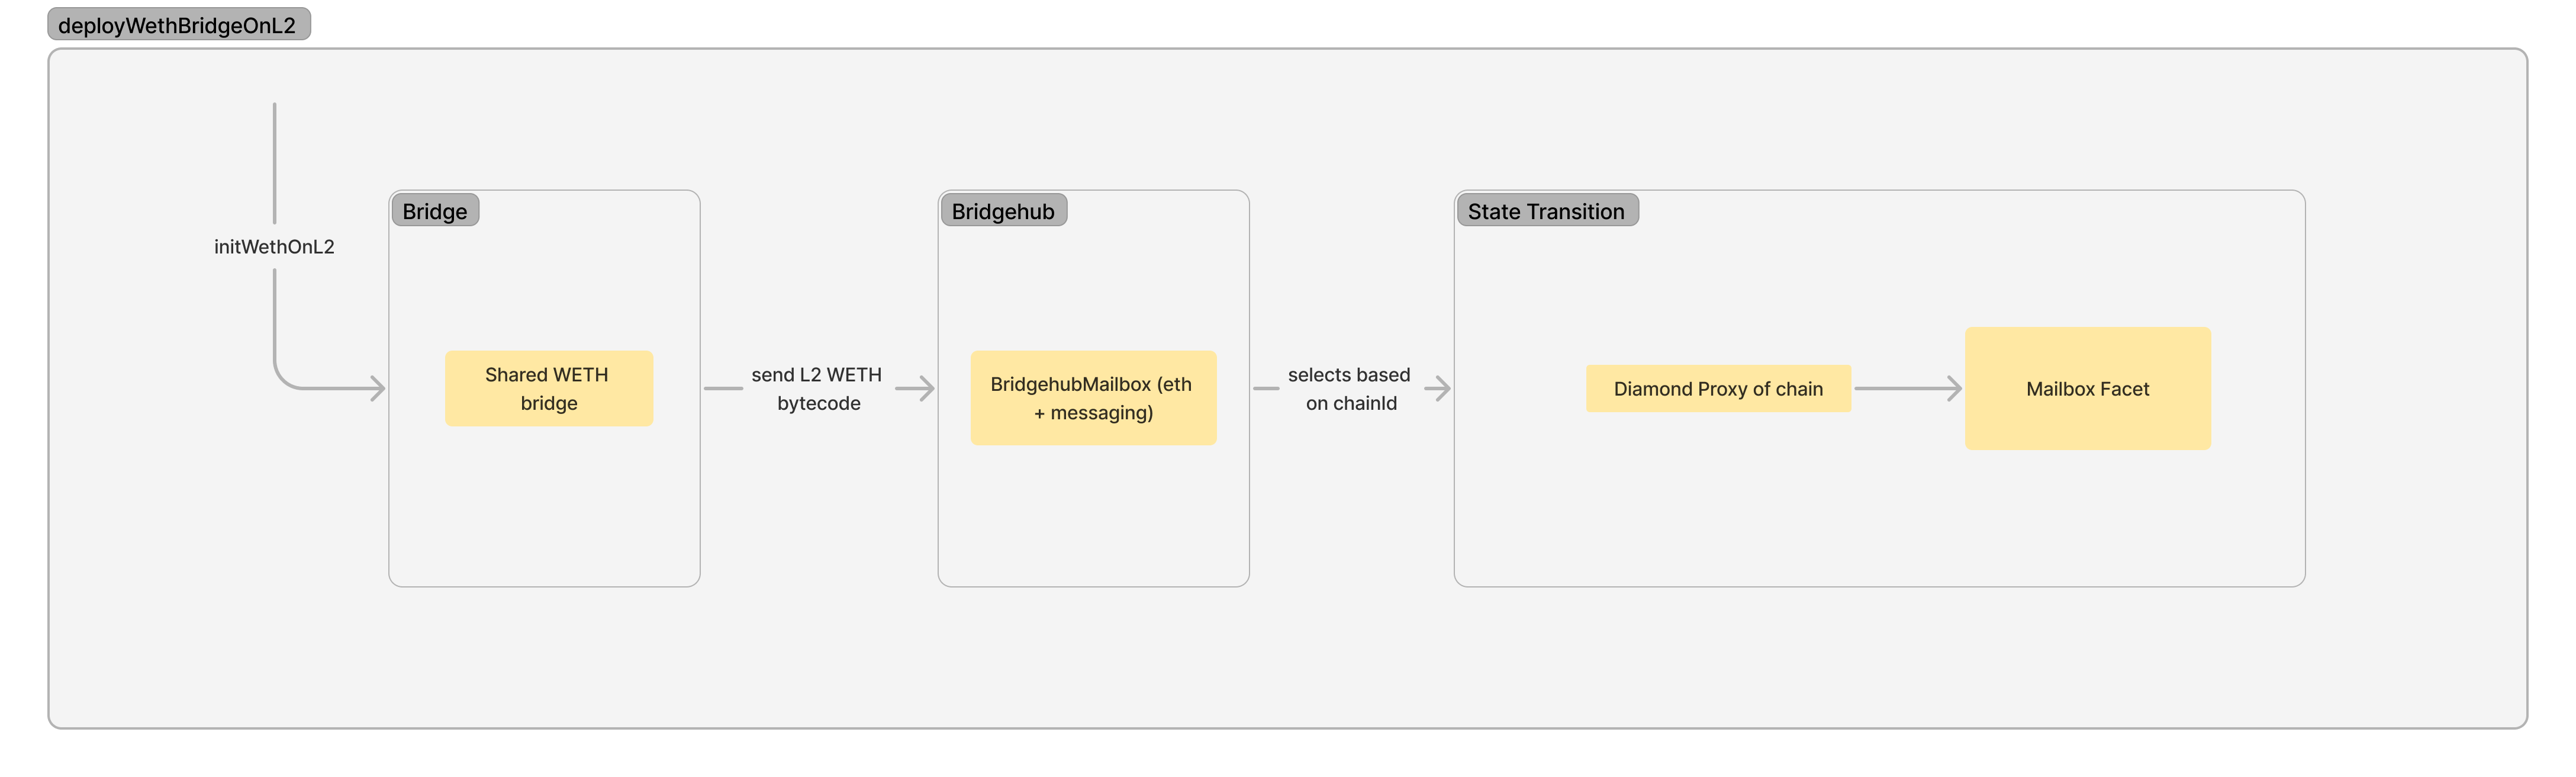 deployWethBridgeOnL2
initWethOnL2
Bridge
Shared WETH
bridge
send L2 WETH
bytecode
Bridgehub
BridgehubMailbox (eth
+ messaging)
selects based
on chainId
State Transition
Diamond Proxy of chain
Mailbox Facet